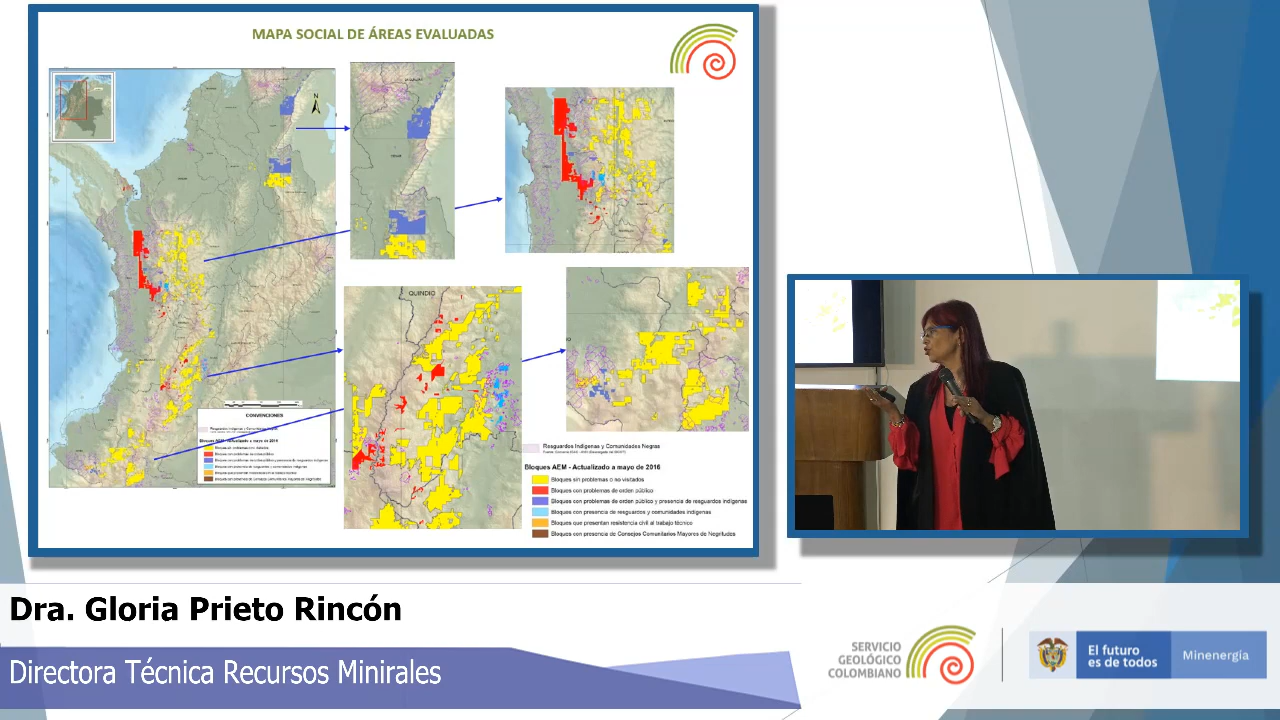 MAPA SOCIAL DE ÁREAS EVALUADAS
N
QUINDIO
CONVENCIONES
Resguardos Indígenas y Comunidades Negras
Bloques AEM - Actualizado a mayo de 2016
Bloques sin problemas o no visitados
Bloques con problemas de orden público
Bloques con problemas de orden público y presencia de resguardos indígenas
Bloques con presencia de resguardos y comunidades indígenas
Bloques que presentan resistencia civil al trabajo técnico
Bloques con presencia de Consejos Comunitarios Mayores de Negritudes
Dra. Gloria Prieto Rincón
Directora Técnica Recursos Minirales
SERVICIO
GEOLÓGICO
COLOMBIANO
El futuro
es de todos
Minenergía